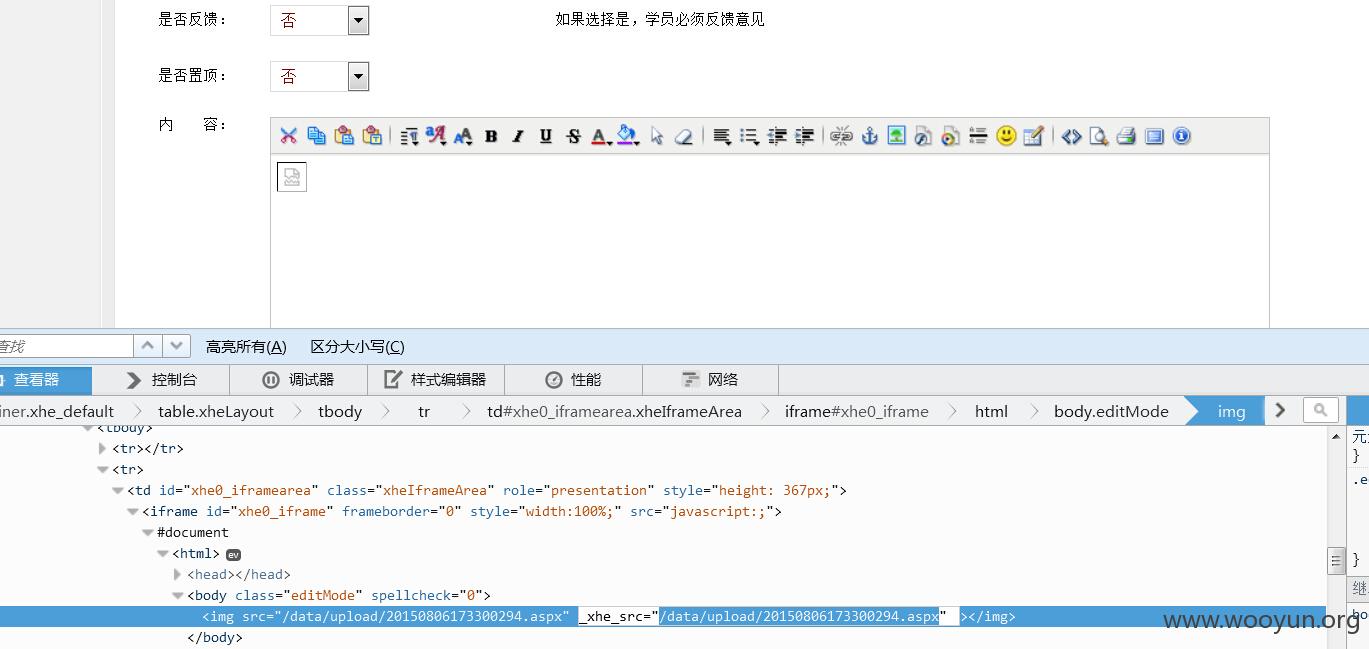 是否反馈： 否 如果选择是，学员必须反馈意见
是否置顶： 否
内 容：
查找 高亮所有(A) 区分大小写(C)
查看器 控制台 调试器 样式编辑器 性能 网络
iner.xhe_default table.xheLayout tbody tr td#xhe0_iframearea.xheIframeArea iframe#xhe0_iframe html body.editMode img
<tbody>
<tr></tr>
<tr>
<td id="xhe0_iframearea" class="xheIframeArea" role="presentation" style="height: 367px;">
<iframe id="xhe0_iframe" frameborder="0" style="width:100%;" src="javascript:;">
#document
<html> ev
<head></head>
<body class="editMode" spellcheck="0">
<img src="/data/upload/20150806173300294.aspx" _xhe_src="/data/upload/20150806173300294.aspx" ></img>
</body>
}
.e
}
继
bo
www.wooyun.org